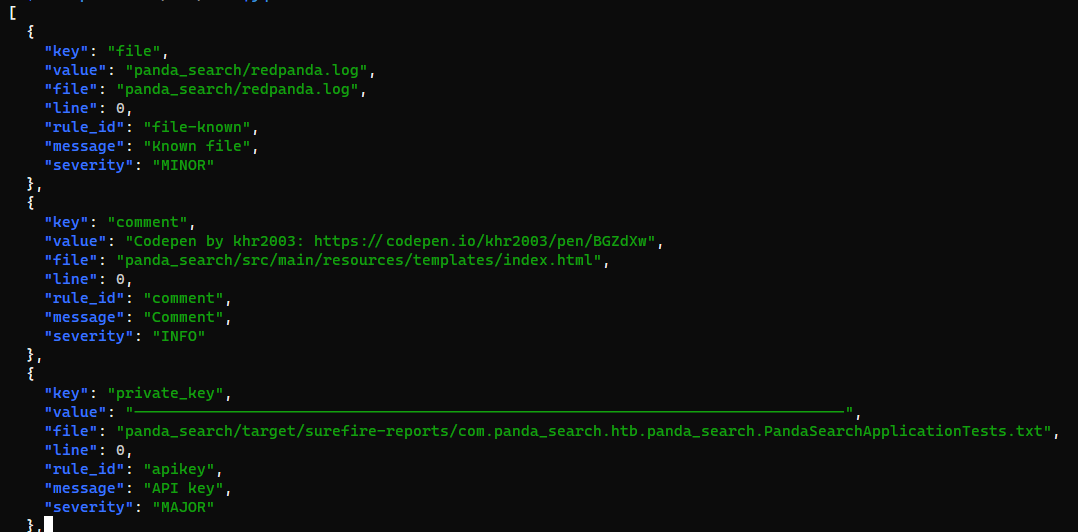 [
  {
    "key": "file",
    "value": "panda_search/redpanda.log",
    "file": "panda_search/redpanda.log",
    "line": 0,
    "rule_id": "file-known",
    "message": "Known file",
    "severity": "MINOR"
  },
  {
    "key": "comment",
    "value": "Codepen by khr2003: https://codepen.io/khr2003/pen/BGZdXw",
    "file": "panda_search/src/main/resources/templates/index.html",
    "line": 0,
    "rule_id": "comment",
    "message": "Comment",
    "severity": "INFO"
  },
  {
    "key": "private_key",
    "value": "-------------------------------------------------------------------------------",
    "file": "panda_search/target/surefire-reports/com.panda_search.htb.panda_search.PandaSearchApplicationTests.txt",
    "line": 0,
    "rule_id": "apikey",
    "message": "API key",
    "severity": "MAJOR"
  },